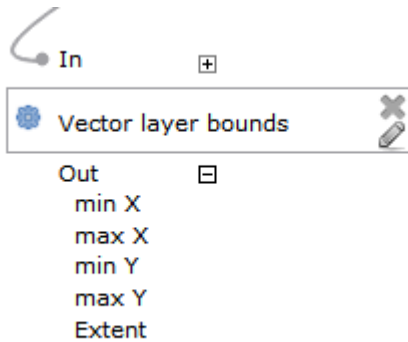 In
Vector layer bounds
Out
min X
max X
min Y
max Y
Extent